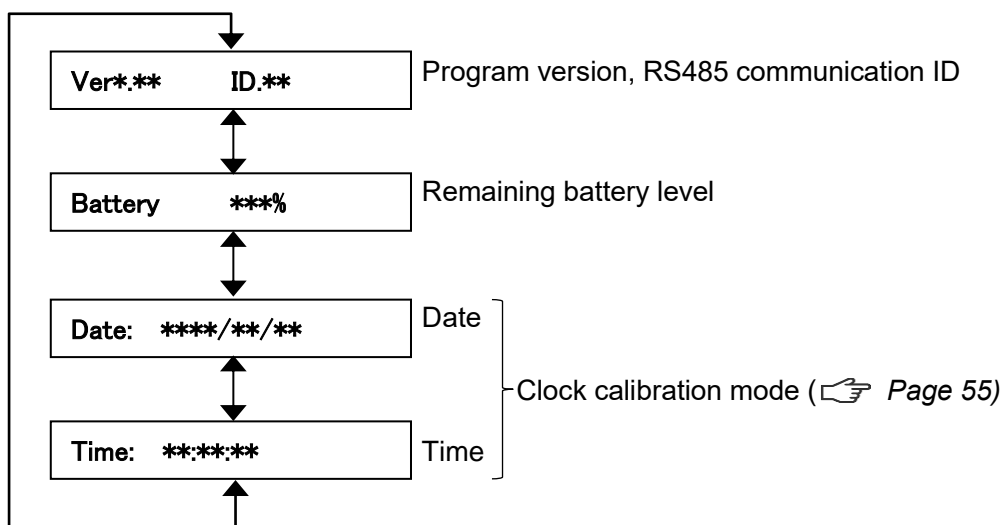 Ver*.** ID.** Program version, RS485 communication ID
Battery ***% Remaining battery level
Date: ****/**/** Date
Clock calibration mode (☞ Page 55)
Time: **:**:** Time